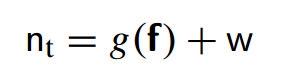 nₜ = g(𝐟) + w